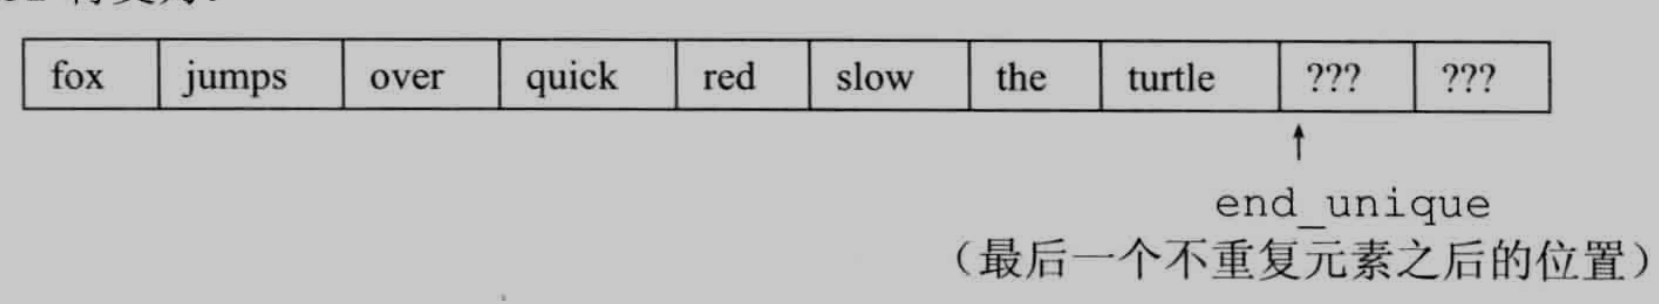 fox jumps over quick red slow the turtle ??? ???
end_unique
（最后一个不重复元素之后的位置）